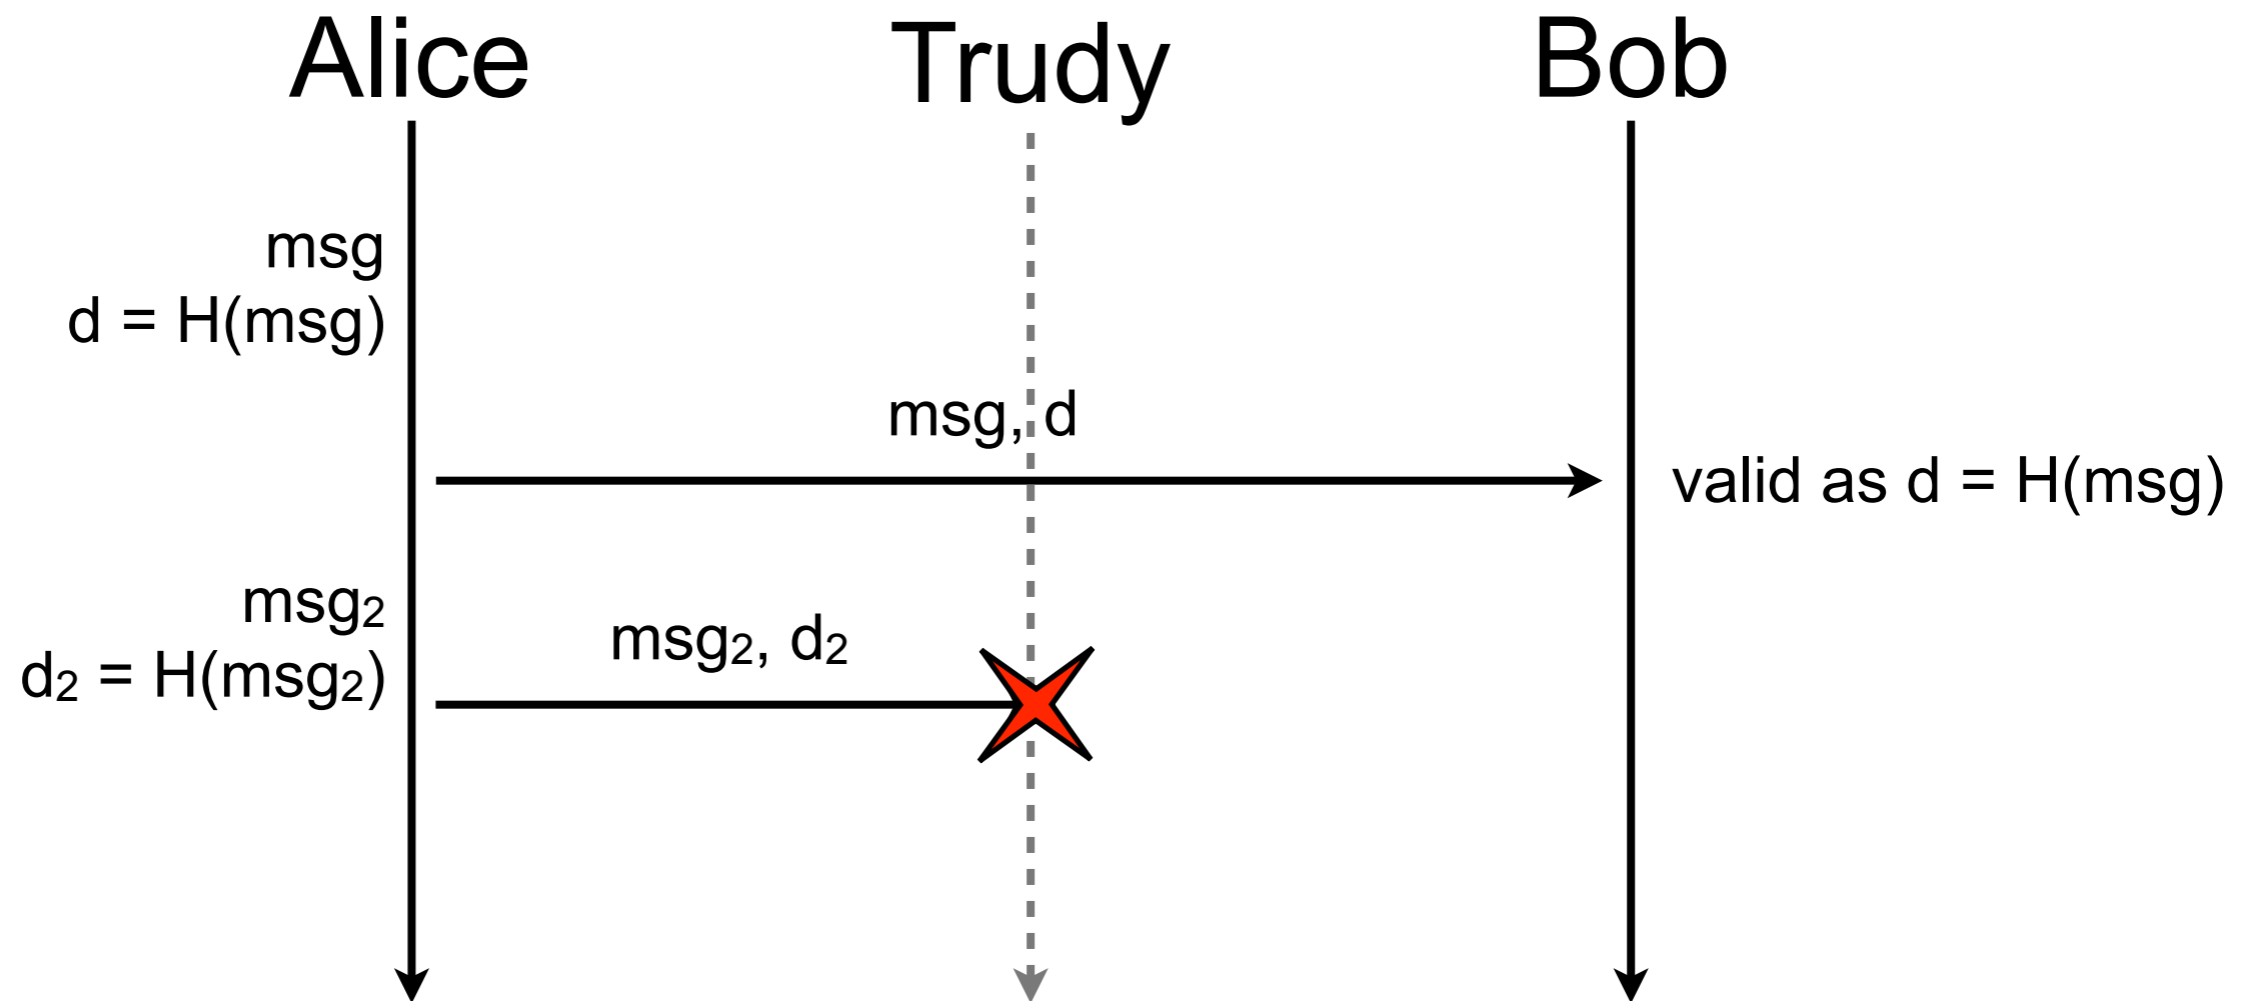 Alice
Trudy
Bob
msg
d = H(msg)
msg, d
valid as d = H(msg)
msg₂
d₂ = H(msg₂)
msg₂, d₂